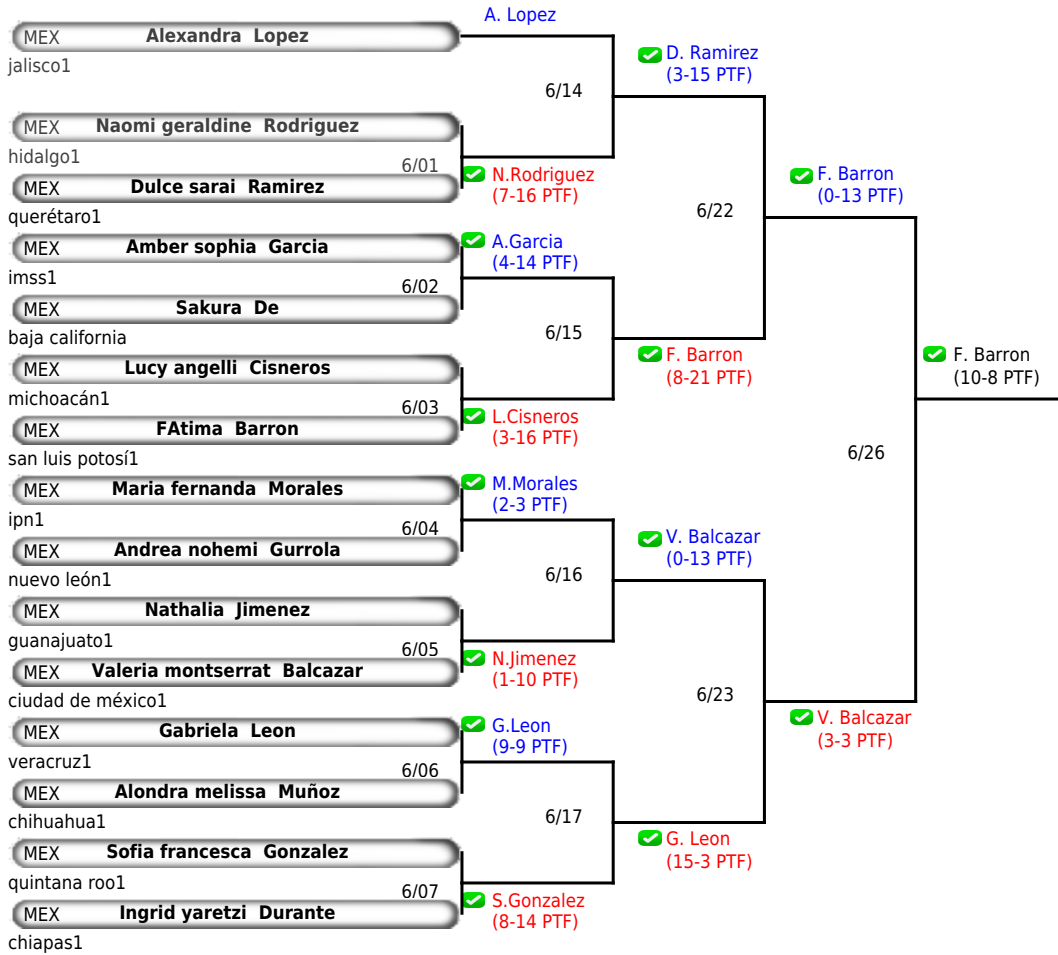 A. Lopez
MEX Alexandra Lopez
jalisco1
6/14
D. Ramirez
(3-15 PTF)
MEX Naomi geraldine Rodriguez
hidalgo1
6/01
MEX Dulce sarai Ramirez
querétaro1
N.Rodriguez
(7-16 PTF)
6/22
F. Barron
(0-13 PTF)
MEX Amber sophia Garcia
imss1
A.Garcia
(4-14 PTF)
6/02
MEX Sakura De
baja california
6/15
F. Barron
(8-21 PTF)
F. Barron
(10-8 PTF)
MEX Lucy angelli Cisneros
michoacán1
6/03
MEX FAtima Barron
san luis potosí1
L.Cisneros
(3-16 PTF)
6/26
MEX Maria fernanda Morales
ipn1
M.Morales
(2-3 PTF)
6/04
MEX Andrea nohemi Gurrola
nuevo león1
6/16
V. Balcazar
(0-13 PTF)
MEX Nathalia Jimenez
guanajuato1
6/05
MEX Valeria montserrat Balcazar
ciudad de méxico1
N.Jimenez
(1-10 PTF)
6/23
V. Balcazar
(3-3 PTF)
MEX Gabriela Leon
veracruz1
G.Leon
(9-9 PTF)
6/06
MEX Alondra melissa Muñoz
chihuahua1
6/17
G. Leon
(15-3 PTF)
MEX Sofia francesca Gonzalez
quintana roo1
6/07
MEX Ingrid yaretzi Durante
chiapas1
S.Gonzalez
(8-14 PTF)